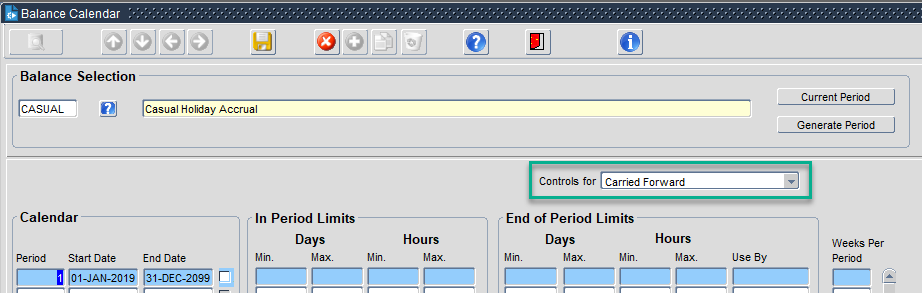 Balance Calendar
Balance Selection
CASUAL Casual Holiday Accrual
Current Period
Generate Period
Controls for Carried Forward
Calendar
In Period Limits
End of Period Limits
Days Hours Days Hours
Period Start Date End Date Min. Max. Min. Max. Min. Max. Min. Max. Use By Weeks Per Period
1 01-JAN-2019 31-DEC-2099